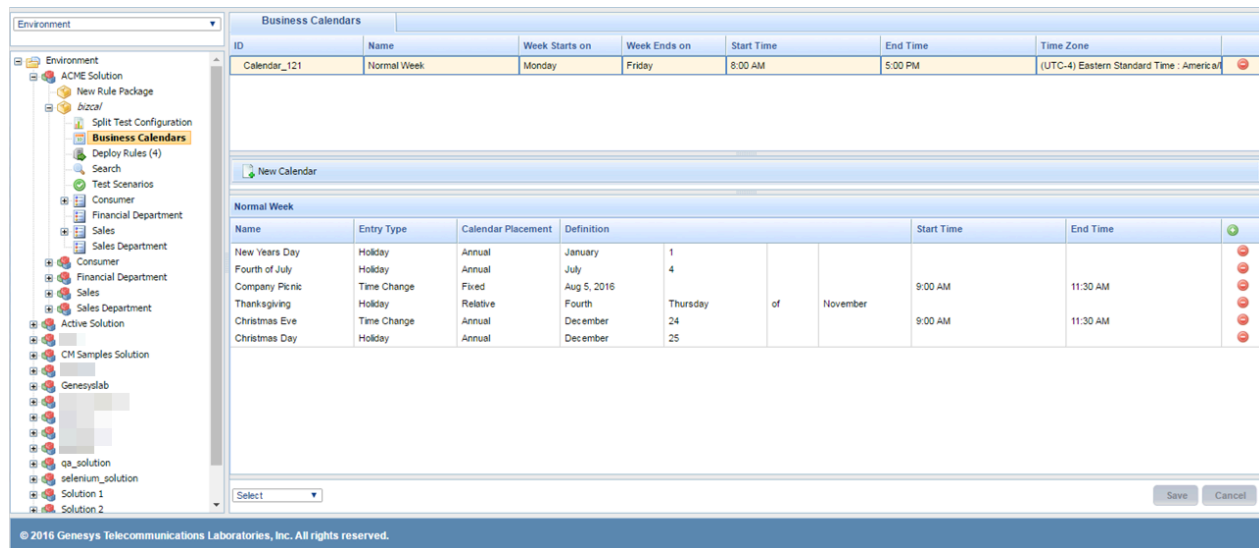 Environment
Environment
ACME Solution
New Rule Package
bizcal
Split Test Configuration
Business Calendars
Deploy Rules (4)
Search
Test Scenarios
Consumer
Financial Department
Sales
Sales Department
Consumer
Financial Department
Sales
Sales Department
Active Solution
CM Samples Solution
Genesyslab
qa_solution
selenium_solution
Solution 1
Solution 2
Business Calendars
ID Name Week Starts on Week Ends on Start Time End Time Time Zone
Calendar_121 Normal Week Monday Friday 8:00 AM 5:00 PM (UTC-4) Eastern Standard Time : America/
New Calendar
Normal Week
Name Entry Type Calendar Placement Definition Start Time End Time
New Years Day Holiday Annual January 1
Fourth of July Holiday Annual July 4
Company Picnic Time Change Fixed Aug 5, 2016 9:00 AM 11:30 AM
Thanksgiving Holiday Relative Fourth Thursday of November
Christmas Eve Time Change Annual December 24 9:00 AM 11:30 AM
Christmas Day Holiday Annual December 25
Select
Save Cancel
© 2016 Genesys Telecommunications Laboratories, Inc. All rights reserved.